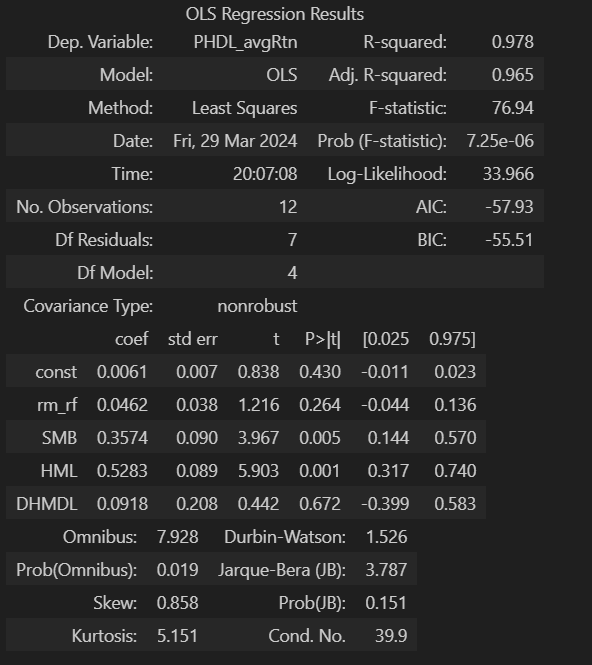 OLS Regression Results
Dep. Variable: PHDL_avgRtn R-squared: 0.978
Model: OLS Adj. R-squared: 0.965
Method: Least Squares F-statistic: 76.94
Date: Fri, 29 Mar 2024 Prob (F-statistic): 7.25e-06
Time: 20:07:08 Log-Likelihood: 33.966
No. Observations: 12 AIC: -57.93
Df Residuals: 7 BIC: -55.51
Df Model: 4
Covariance Type: nonrobust
coef std err t P>|t| [0.025 0.975]
const 0.0061 0.007 0.838 0.430 -0.011 0.023
rm_rf 0.0462 0.038 1.216 0.264 -0.044 0.136
SMB 0.3574 0.090 3.967 0.005 0.144 0.570
HML 0.5283 0.089 5.903 0.001 0.317 0.740
DHMDL 0.0918 0.208 0.442 0.672 -0.399 0.583
Omnibus: 7.928 Durbin-Watson: 1.526
Prob(Omnibus): 0.019 Jarque-Bera (JB): 3.787
Skew: 0.858 Prob(JB): 0.151
Kurtosis: 5.151 Cond. No. 39.9